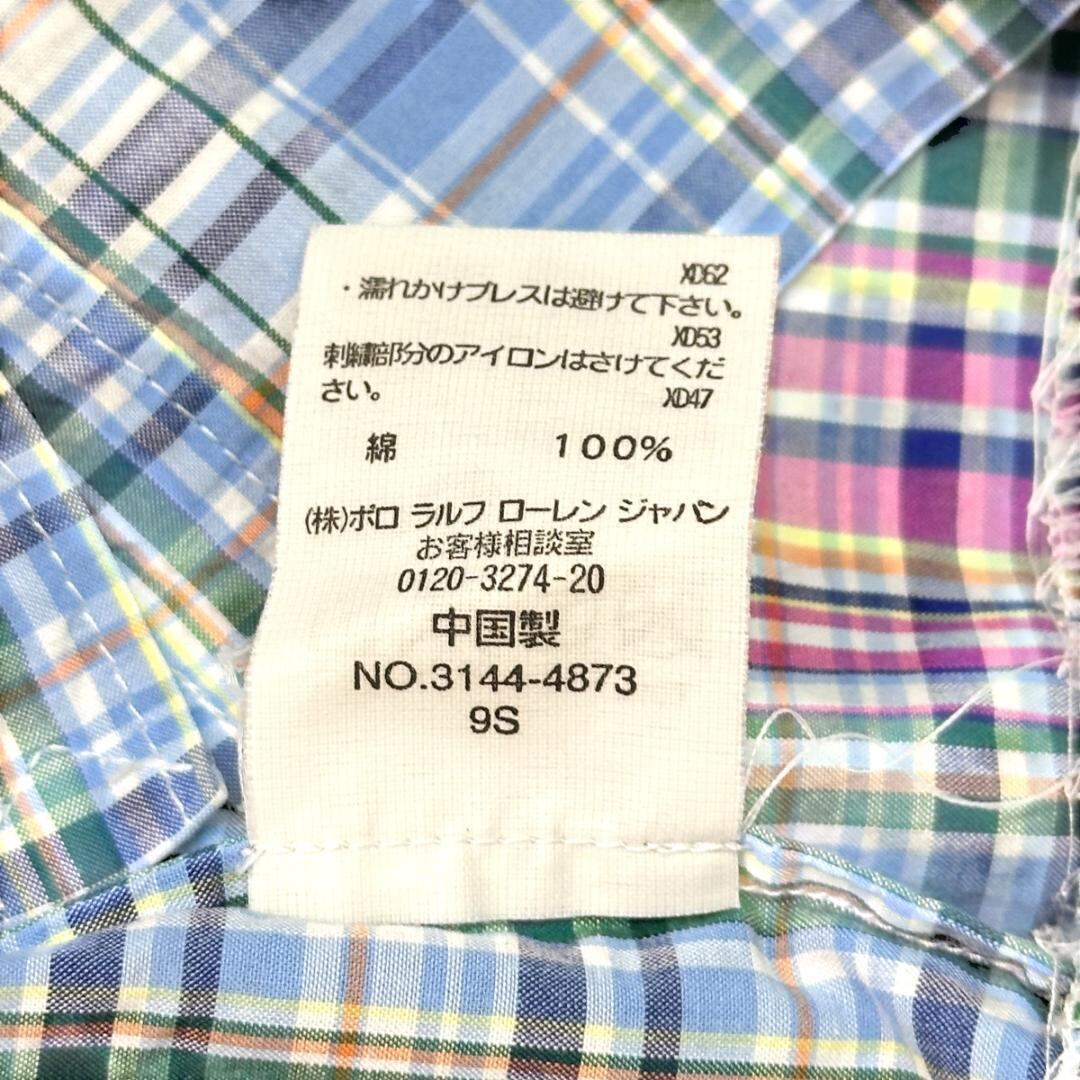 XD62
・濡れかけプレスは避けて下さい。
XD53
刺繍部分のアイロンはさけてくだ
さい。
XD47
綿 100%
(株)ポロ ラルフ ローレン ジャパン
お客様相談室
0120-3274-20
中国製
NO.3144-4873
9S